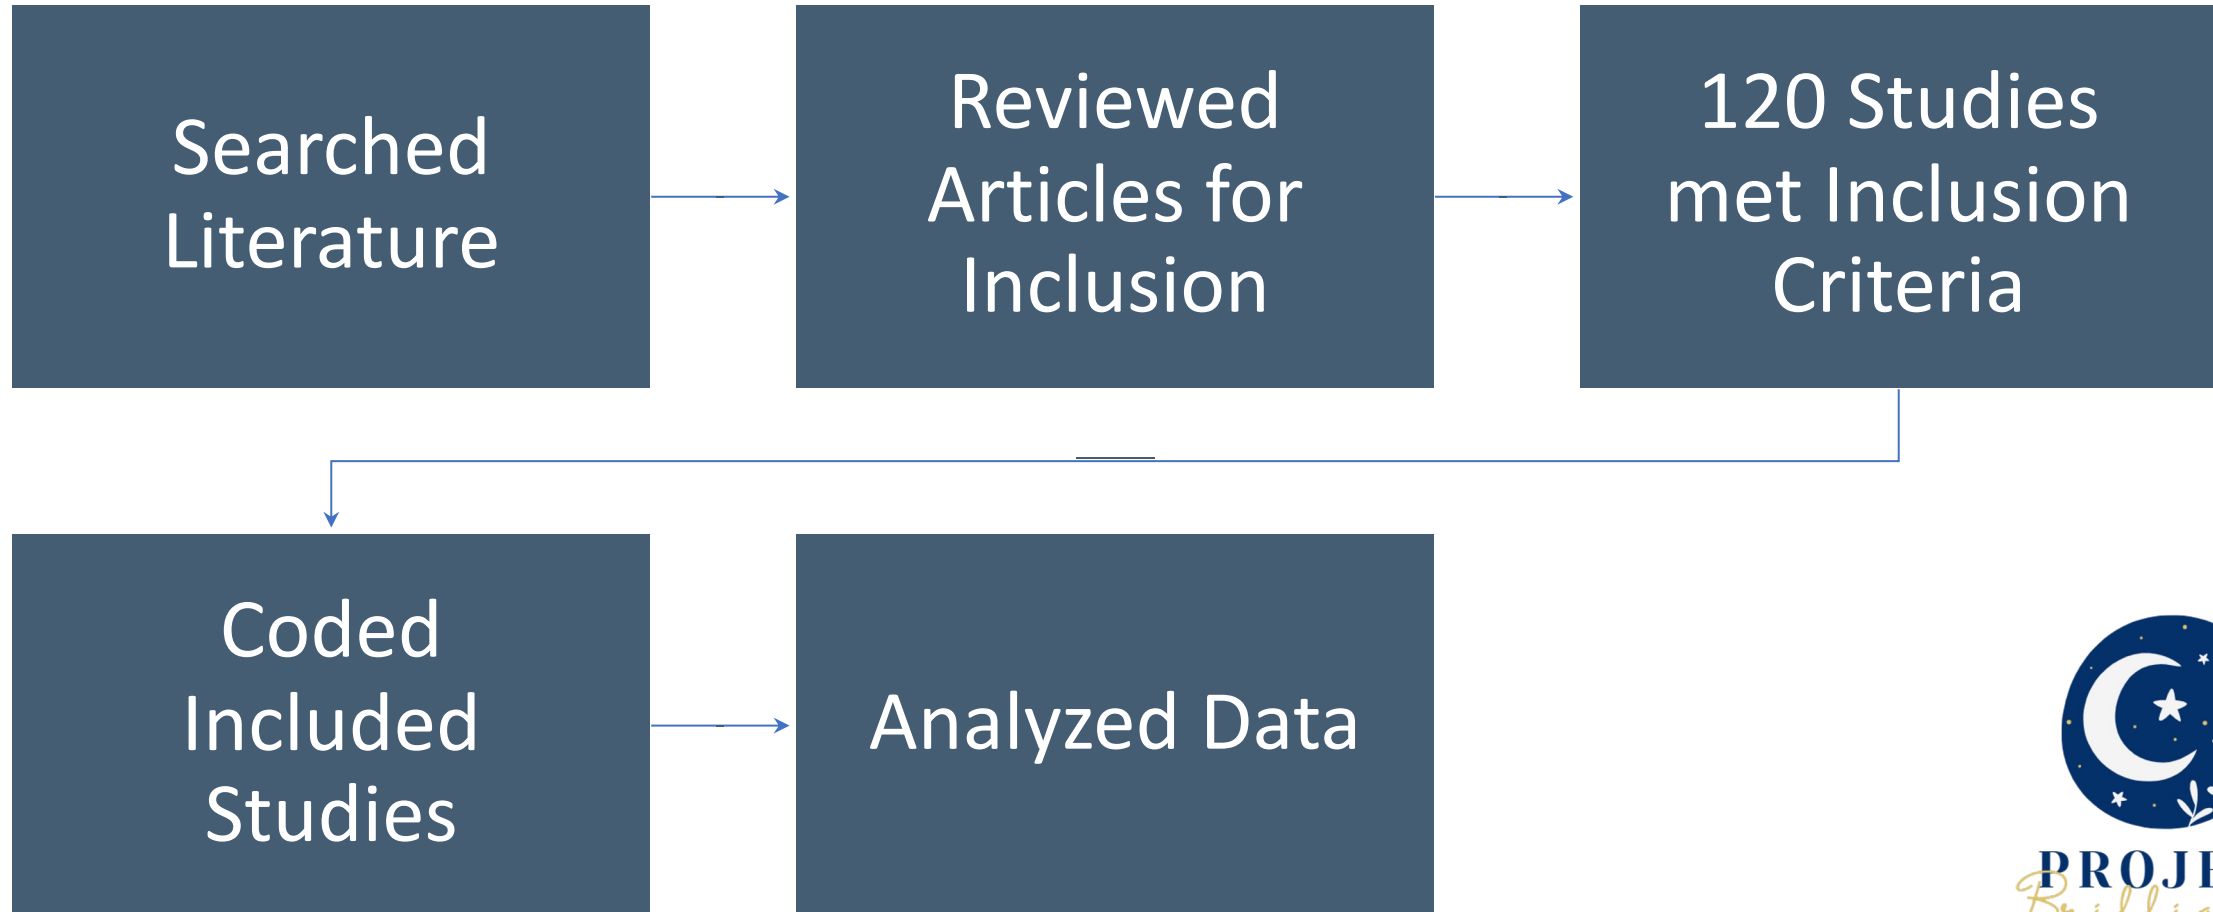 Searched
Literature
Reviewed
Articles for
Inclusion
120 Studies
met Inclusion
Criteria
Coded
Included
Studies
Analyzed Data